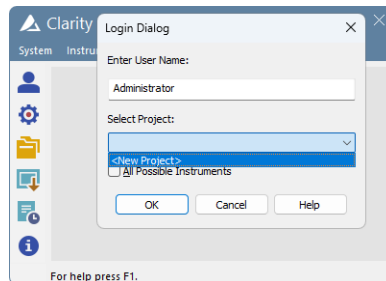 Clarity
System Instru
Login Dialog
Enter User Name:
Administrator
Select Project:
<New Project>
All Possible Instruments
OK Cancel Help
For help press F1.